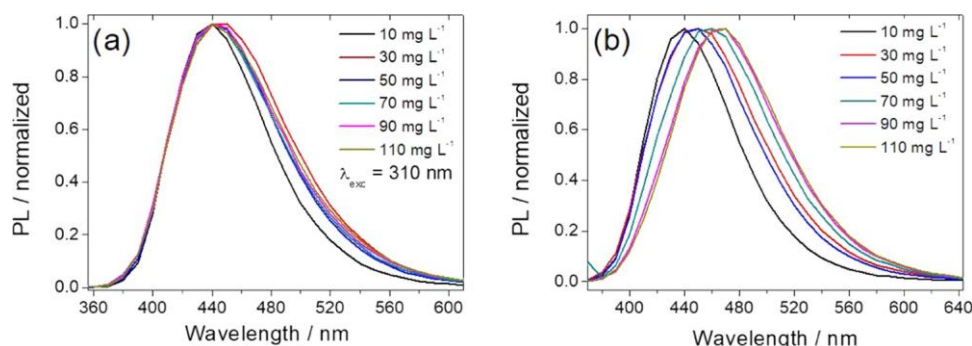 (a)
10 mg L⁻¹
30 mg L⁻¹
50 mg L⁻¹
70 mg L⁻¹
90 mg L⁻¹
110 mg L⁻¹
λexc = 310 nm
PL / normalized
1.0
0.8
0.6
0.4
0.2
0.0
360 400 440 480 520 560 600
Wavelength / nm
(b)
10 mg L⁻¹
30 mg L⁻¹
50 mg L⁻¹
70 mg L⁻¹
90 mg L⁻¹
110 mg L⁻¹
PL / normalized
1.0
0.8
0.6
0.4
0.2
0.0
400 440 480 520 560 600 640
Wavelength / nm